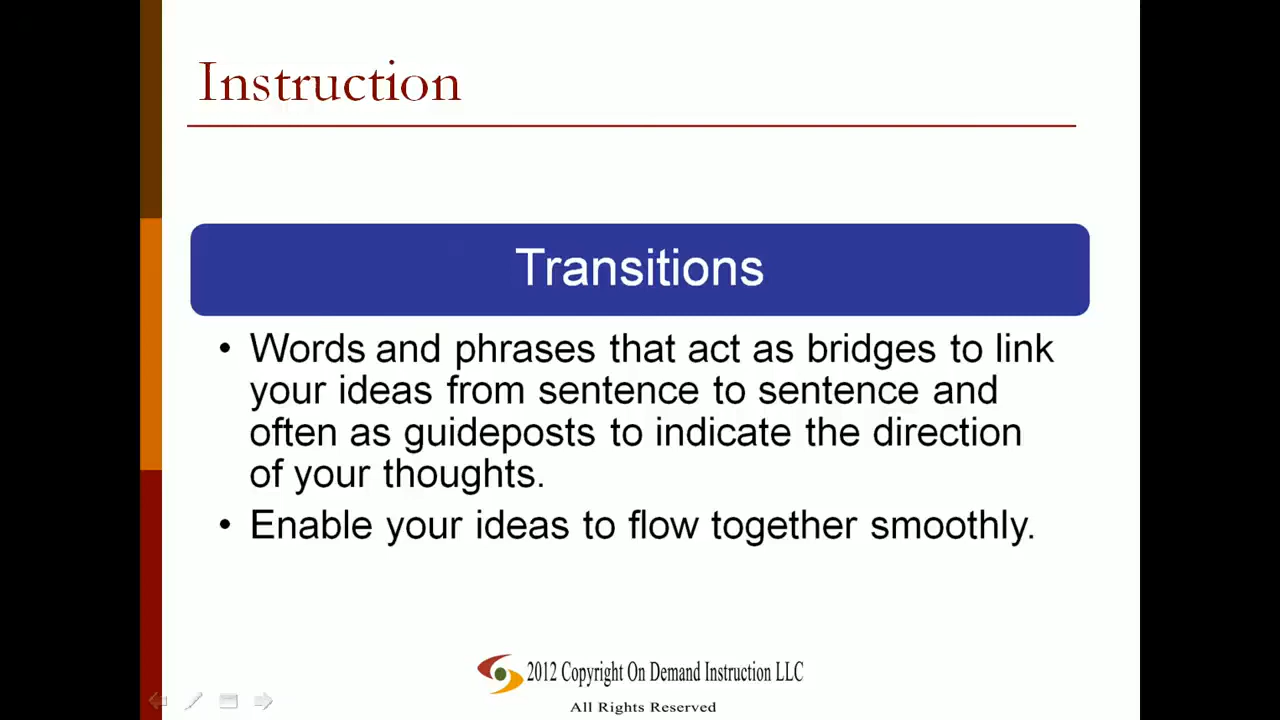 Instruction
Transitions
• Words and phrases that act as bridges to link
your ideas from sentence to sentence and
often as guideposts to indicate the direction
of your thoughts.
• Enable your ideas to flow together smoothly.
2012 Copyright On Demand Instruction LLC
All Rights Reserved